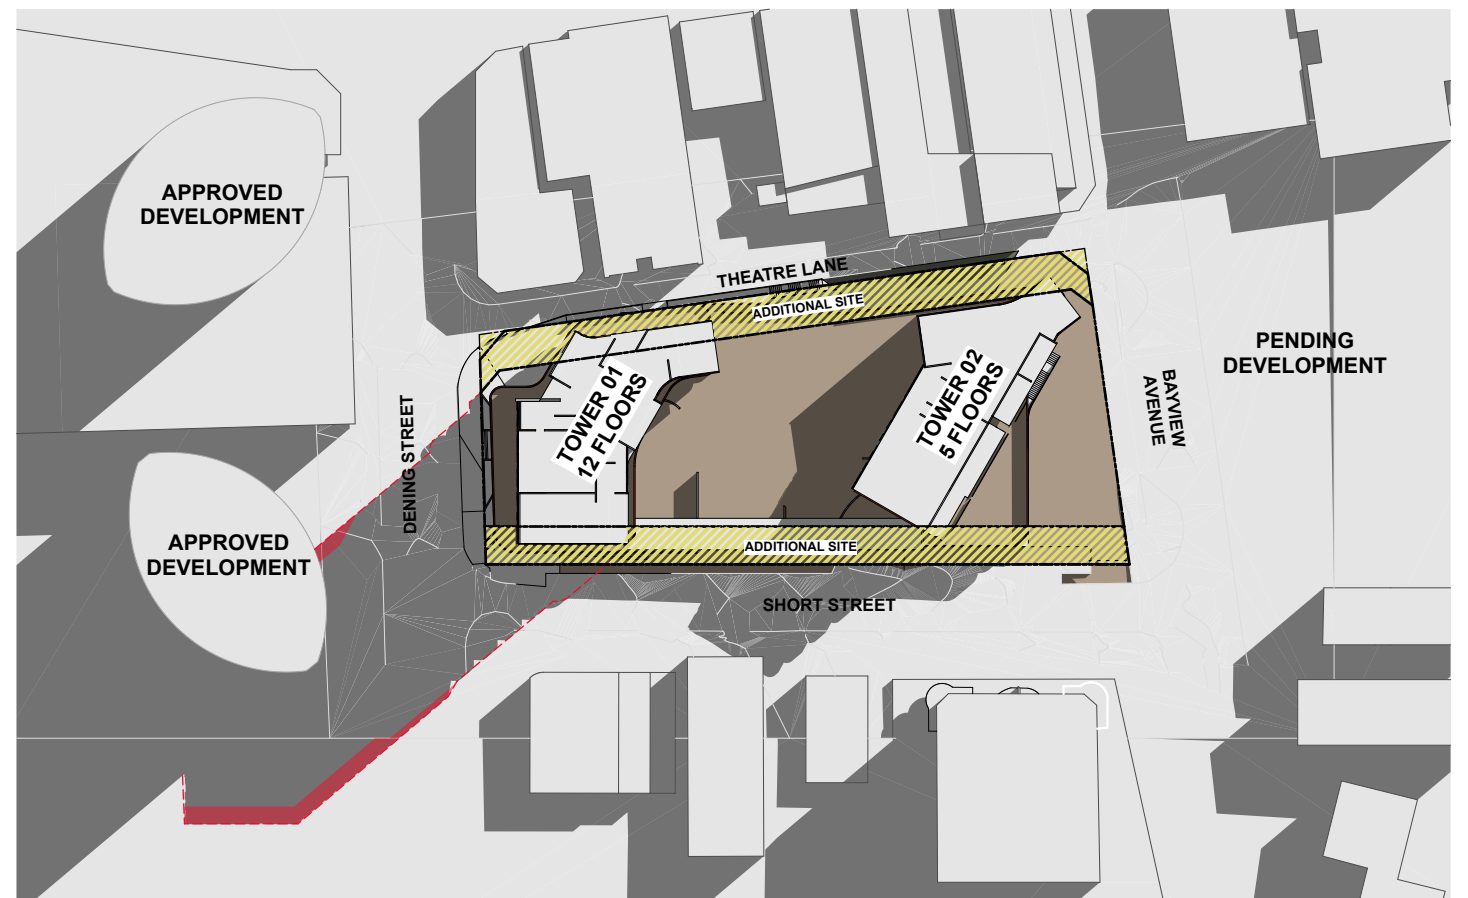 APPROVED
DEVELOPMENT
THEATRE LANE
ADDITIONAL SITE
PENDING
DEVELOPMENT
TOWER 01
12 FLOORS
TOWER 02
5 FLOORS
BAYVIEW
AVENUE
DENING STREET
APPROVED
DEVELOPMENT
ADDITIONAL SITE
SHORT STREET